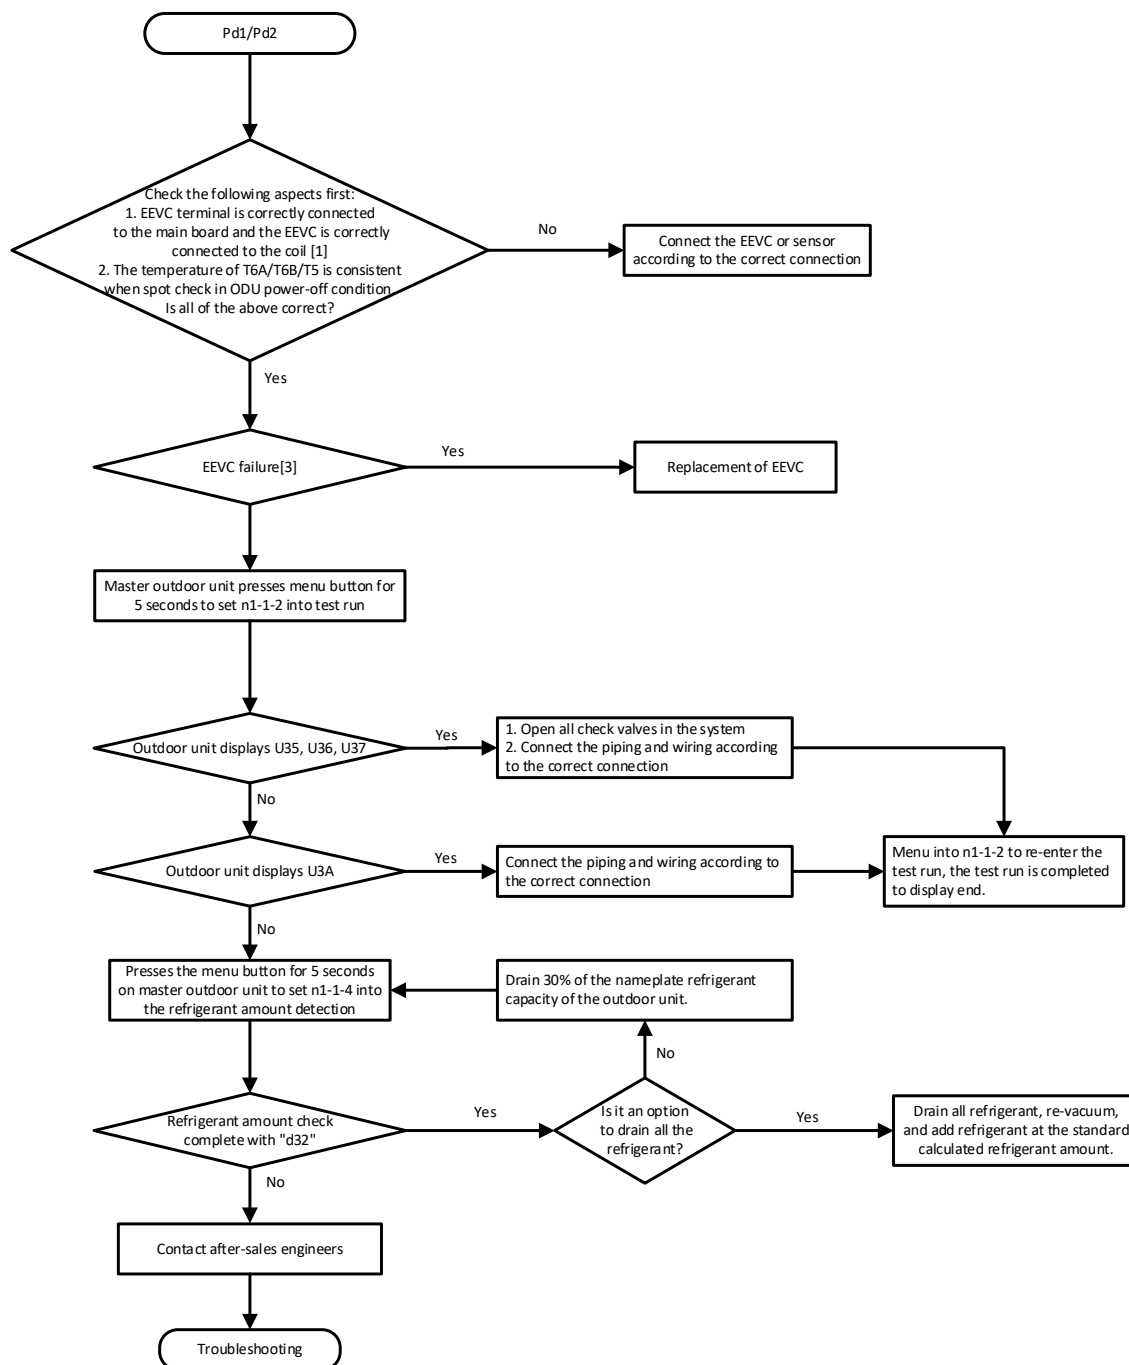 Pd1/Pd2
Check the following aspects first:
1. EEVC terminal is correctly connected
to the main board and the EEVC is correctly
connected to the coil [1]
2. The temperature of T6A/T6B/T5 is consistent
when spot check in ODU power-off condition
Is all of the above correct?
No
Connect the EEVC or sensor
according to the correct connection
Yes
EEVC failure[3]
Yes
Replacement of EEVC
Master outdoor unit presses menu button for
5 seconds to set n1-1-2 into test run
Outdoor unit displays U35, U36, U37
Yes
1. Open all check valves in the system
2. Connect the piping and wiring according
to the correct connection
No
Outdoor unit displays U3A
Yes
Connect the piping and wiring according to
the correct connection
Menu into n1-1-2 to re-enter the
test run, the test run is completed
to display end.
No
Presses the menu button for 5 seconds
on master outdoor unit to set n1-1-4 into
the refrigerant amount detection
Drain 30% of the nameplate refrigerant
capacity of the outdoor unit.
No
Refrigerant amount check
complete with "d32"
Yes
Is it an option
to drain all the
refrigerant?
Yes
Drain all refrigerant, re-vacuum,
and add refrigerant at the standard
calculated refrigerant amount.
No
Contact after-sales engineers
Troubleshooting